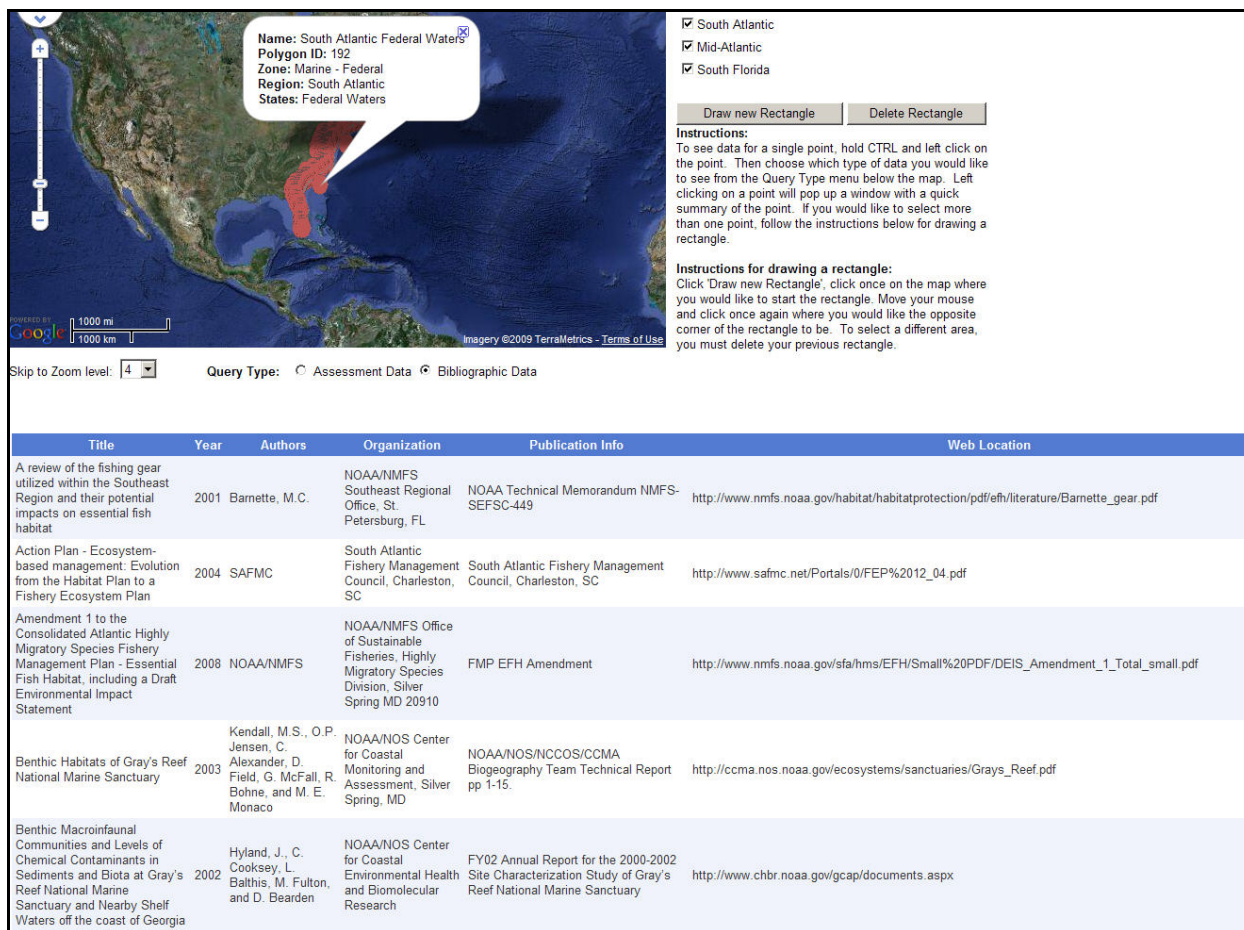 Name: South Atlantic Federal Waters
Polygon ID: 192
Zone: Marine - Federal
Region: South Atlantic
States: Federal Waters
1000 mi
1000 km
POWERED BY
Google
Imagery ©2009 TerraMetrics - Terms of Use
South Atlantic
Mid-Atlantic
South Florida
Draw new Rectangle
Delete Rectangle
Instructions:
To see data for a single point, hold CTRL and left click on
the point. Then choose which type of data you would like
to see from the Query Type menu below the map. Left
clicking on a point will pop up a window with a quick
summary of the point. If you would like to select more
than one point, follow the instructions below for drawing a
rectangle.
Instructions for drawing a rectangle:
Click 'Draw new Rectangle', click once on the map where
you would like to start the rectangle. Move your mouse
and click once again where you would like the opposite
corner of the rectangle to be. To select a different area,
you must delete your previous rectangle.
Skip to Zoom level: 4
Query Type: Assessment Data Bibliographic Data
Title Year Authors Organization Publication Info Web Location
A review of the fishing gear
utilized within the Southeast
Region and their potential
impacts on essential fish
habitat
2001
Barnette, M.C.
NOAA/NMFS
Southeast Regional
Office, St.
Petersburg, FL
NOAA Technical Memorandum NMFS-
SEFSC-449
http://www.nmfs.noaa.gov/habitat/habitatprotection/pdf/efh/literature/Barnette_gear.pdf
Action Plan - Ecosystem-
based management: Evolution
from the Habitat Plan to a
Fishery Ecosystem Plan
2004
SAFMC
South Atlantic
Fishery Management
Council, Charleston,
SC
South Atlantic Fishery Management
Council, Charleston, SC
http://www.safmc.net/Portals/0/FEP%2012_04.pdf
Amendment 1 to the
Consolidated Atlantic Highly
Migratory Species Fishery
Management Plan - Essential
Fish Habitat, including a Draft
Environmental Impact
Statement
2008
NOAA/NMFS
NOAA/NMFS Office
of Sustainable
Fisheries, Highly
Migratory Species
Division, Silver
Spring MD 20910
FMP EFH Amendment
http://www.nmfs.noaa.gov/sfa/hms/EFH/Small%20PDF/DEIS_Amendment_1_Total_small.pdf
Benthic Habitats of Gray's Reef
National Marine Sanctuary
2003
Kendall, M.S., O.P.
Jensen, C.
Alexander, D.
Field, G. McFall, R.
Bohne, and M. E.
Monaco
NOAA/NOS Center
for Coastal
Monitoring and
Assessment, Silver
Spring, MD
NOAA/NOS/NCCOS/CCMA
Biogeography Team Technical Report
pp 1-15.
http://ccma.nos.noaa.gov/ecosystems/sanctuaries/Grays_Reef.pdf
Benthic Macroinfaunal
Communities and Levels of
Chemical Contaminants in
Sediments and Biota at Gray's
Reef National Marine
Sanctuary and Nearby Shelf
Waters off the coast of Georgia
2002
Hyland, J., C.
Cooksey, L.
Balthis, M. Fulton,
and D. Bearden
NOAA/NOS Center
for Coastal
Environmental Health
and Biomolecular
Research
FY02 Annual Report for the 2000-2002
Site Characterization Study of Gray's
Reef National Marine Sanctuary
http://www.chbr.noaa.gov/gcap/documents.aspx